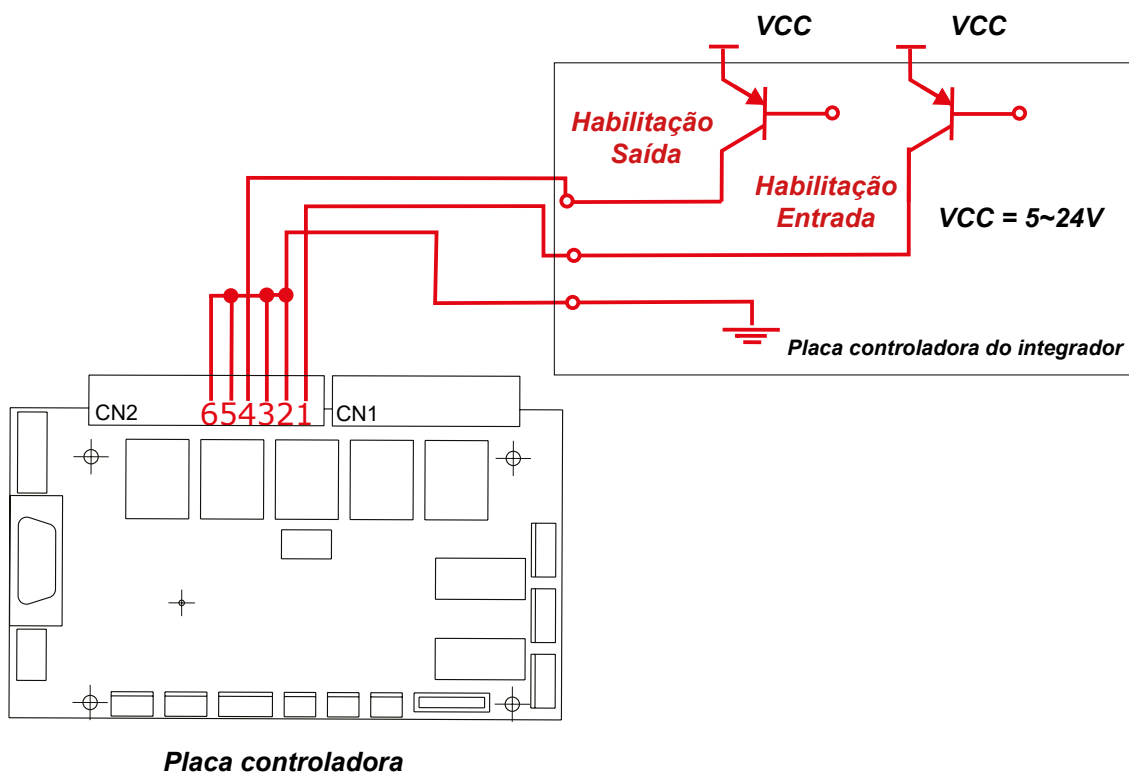 VCC
VCC
Habilitação
Saída
Habilitação
Entrada
VCC = 5~24V
Placa controladora do integrador
CN2
654321
CN1
Placa controladora